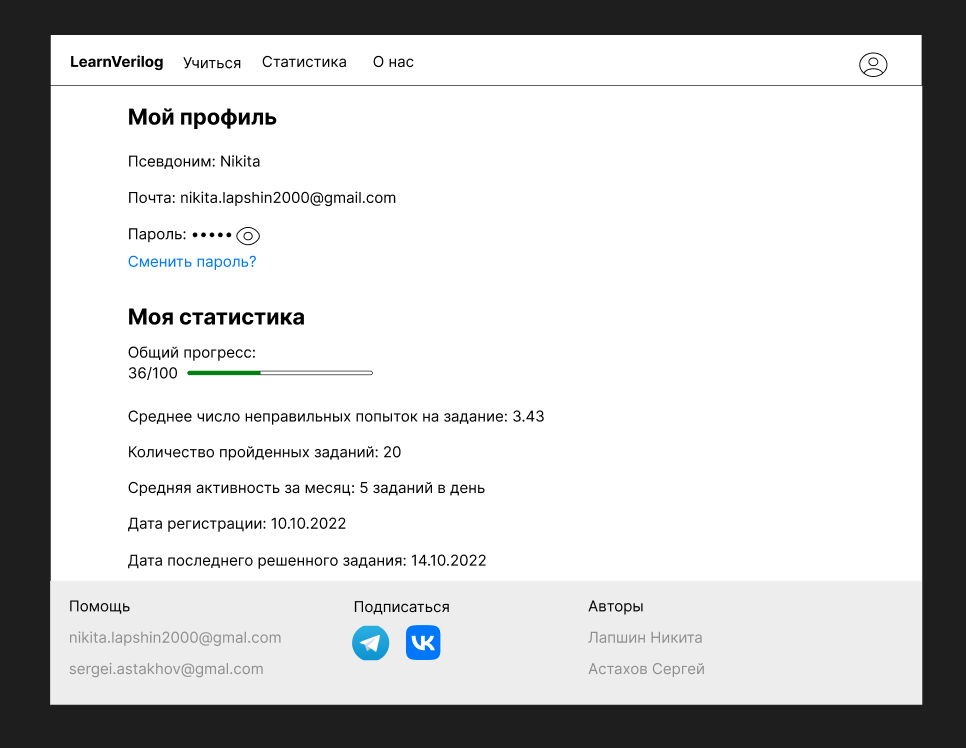 LearnVerilog Учиться Статистика О нас
Мой профиль
Псевдоним: Nikita
Почта: nikita.lapshin2000@gmail.com
Пароль: •••••
Сменить пароль?
Моя статистика
Общий прогресс:
36/100
Среднее число неправильных попыток на задание: 3.43
Количество пройденных заданий: 20
Средняя активность за месяц: 5 заданий в день
Дата регистрации: 10.10.2022
Дата последнего решенного задания: 14.10.2022
Помощь Подписаться Авторы
nikita.lapshin2000@gmal.com VK Лапшин Никита
sergei.astakhov@gmal.com Астахов Сергей